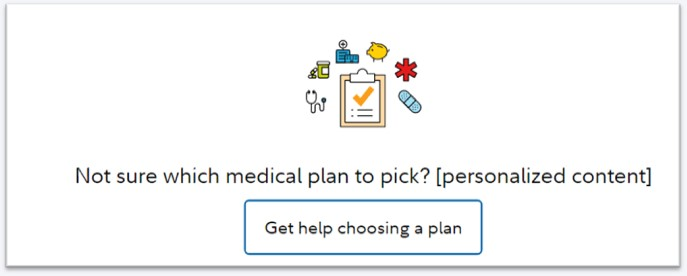 Not sure which medical plan to pick? [personalized content]
Get help choosing a plan